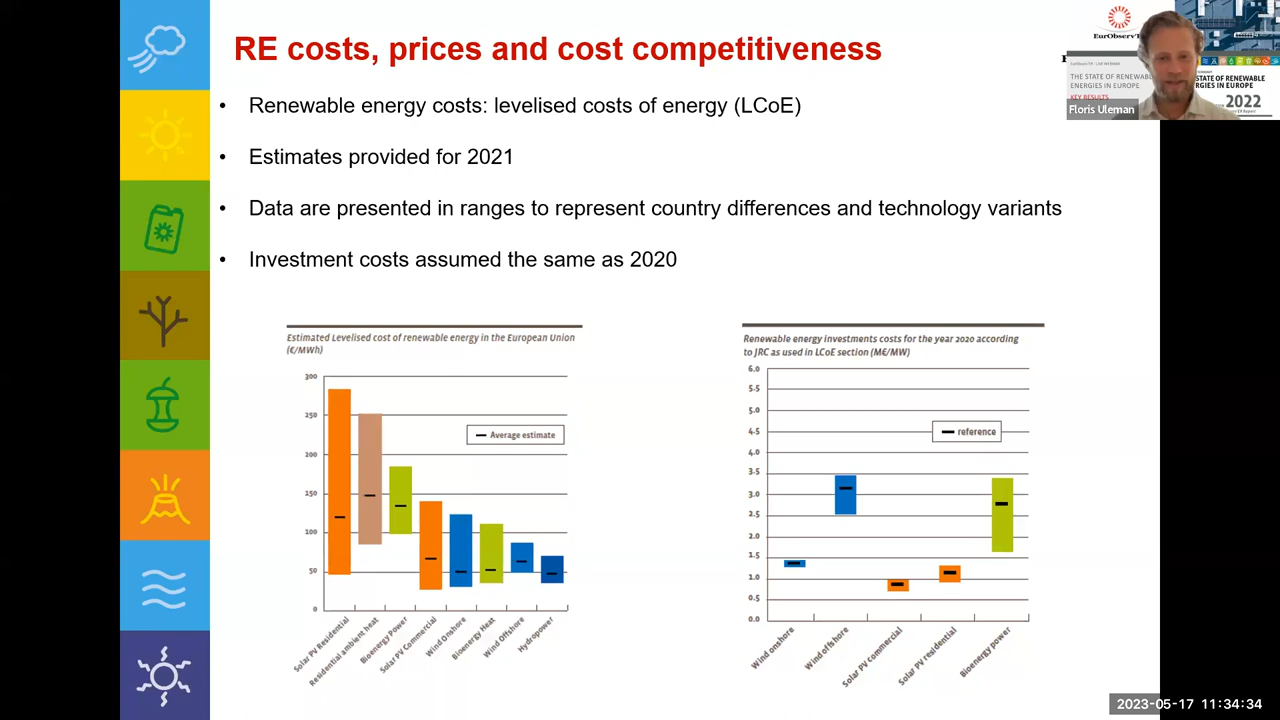 RE costs, prices and cost competitiveness
• Renewable energy costs: levelised costs of energy (LCoE)
• Estimates provided for 2021
• Data are presented in ranges to represent country differences and technology variants
• Investment costs assumed the same as 2020
Estimated Levelised cost of renewable energy in the European Union
(€/MWh)
300
250
200
150
100
50
0
Average estimate
Solar PV Residential
Residential ambient heat
Bioenergy Power
Solar PV Commercial
Wind Onshore
Bioenergy Heat
Wind Offshore
Hydropower
Renewable energy investments costs for the year 2020 according
to JRC as used in LCoE section (M€/MW)
6.0
5.5
5.0
4.5
4.0
3.5
3.0
2.5
2.0
1.5
1.0
0.5
0.0
reference
Wind onshore
Wind offshore
Solar PV commercial
Solar PV residential
Bioenergy power
THE STATE OF RENEWABLE
ENERGIES IN EUROPE
KEY RESULTS
Floris Uleman
STATE OF RENEWABLE
2022
2023-05-17 11:34:34